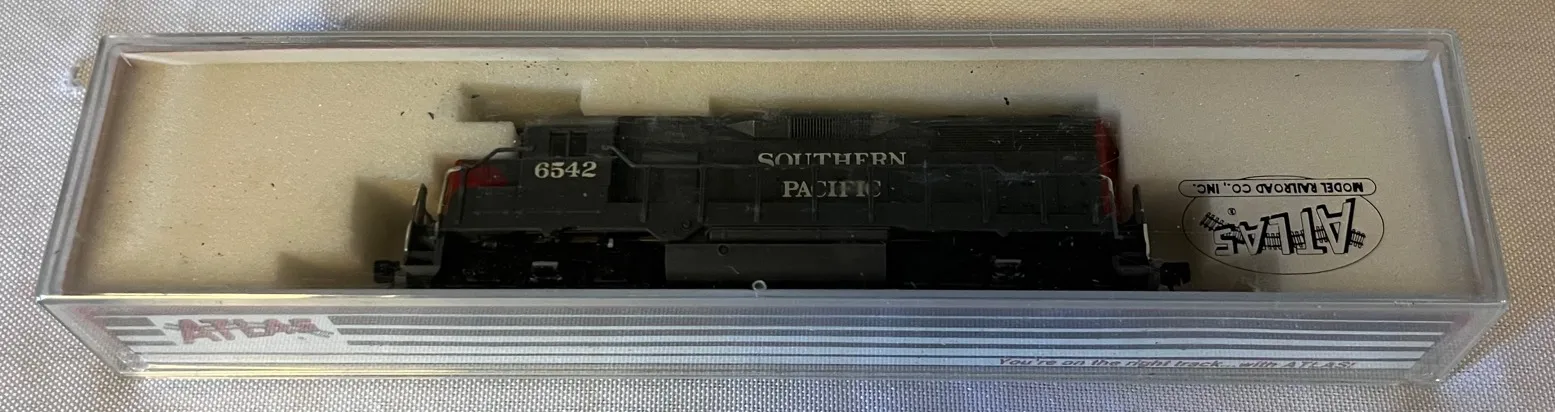 6542
SOUTHERN
PACIFIC
ATLAS
MODEL RAILROAD CO., INC.
ATLAS
You're on the right track...with ATLAS!